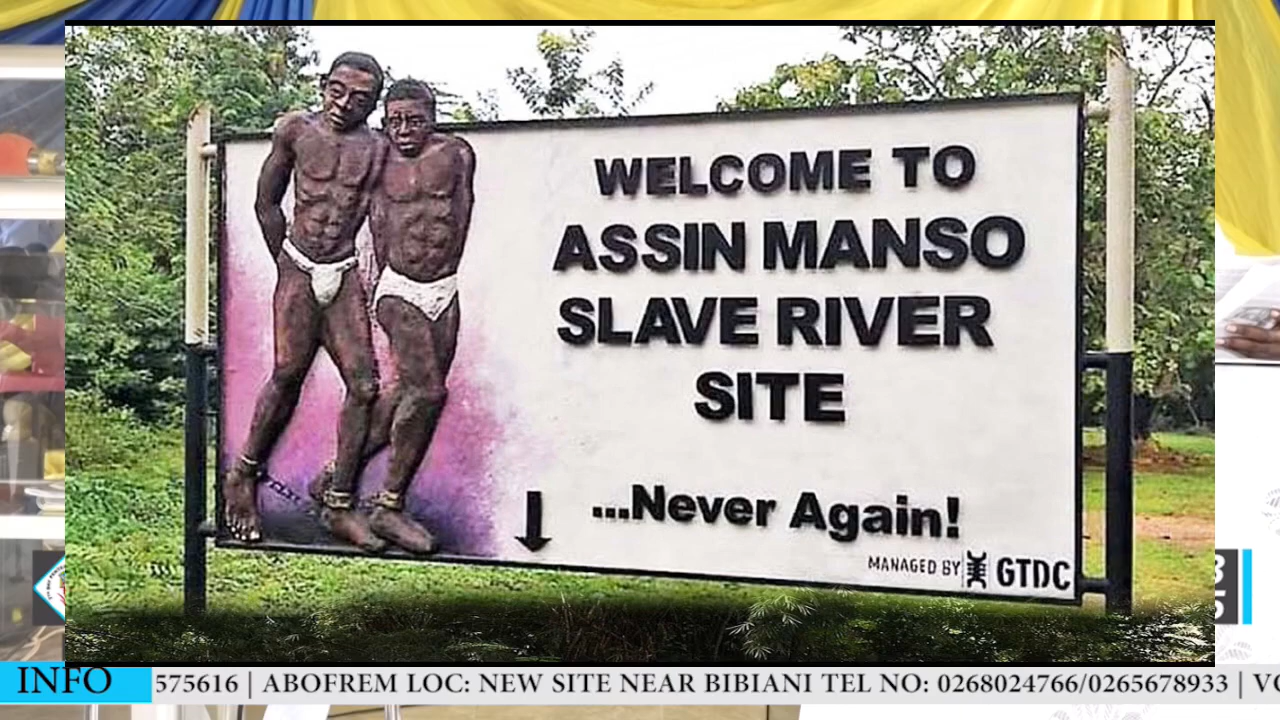 WELCOME TO
ASSIN MANSO
SLAVE RIVER
SITE
...Never Again!
MANAGED BY GTDC
INFO 575616 | ABOFREM LOC: NEW SITE NEAR BIBIANI TEL NO: 0268024766/0265678933 |